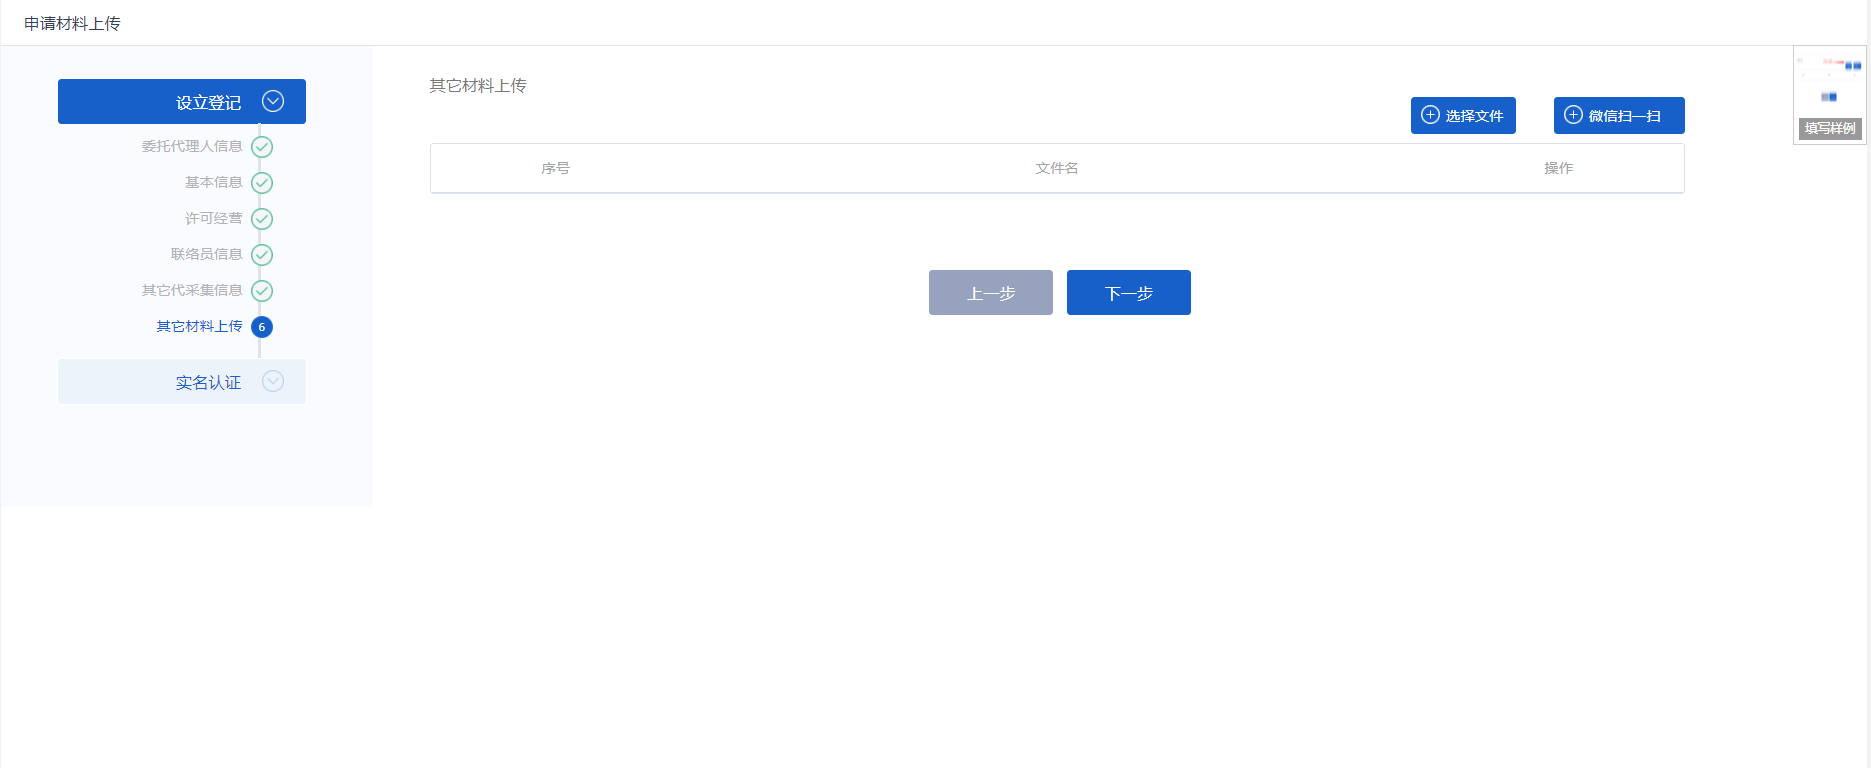 申请材料上传
设立登记
委托代理人信息
基本信息
许可经营
联络员信息
其它代采集信息
其它材料上传 6
实名认证
其它材料上传
选择文件 微信扫一扫
序号 文件名 操作
上一步 下一步
填写样例